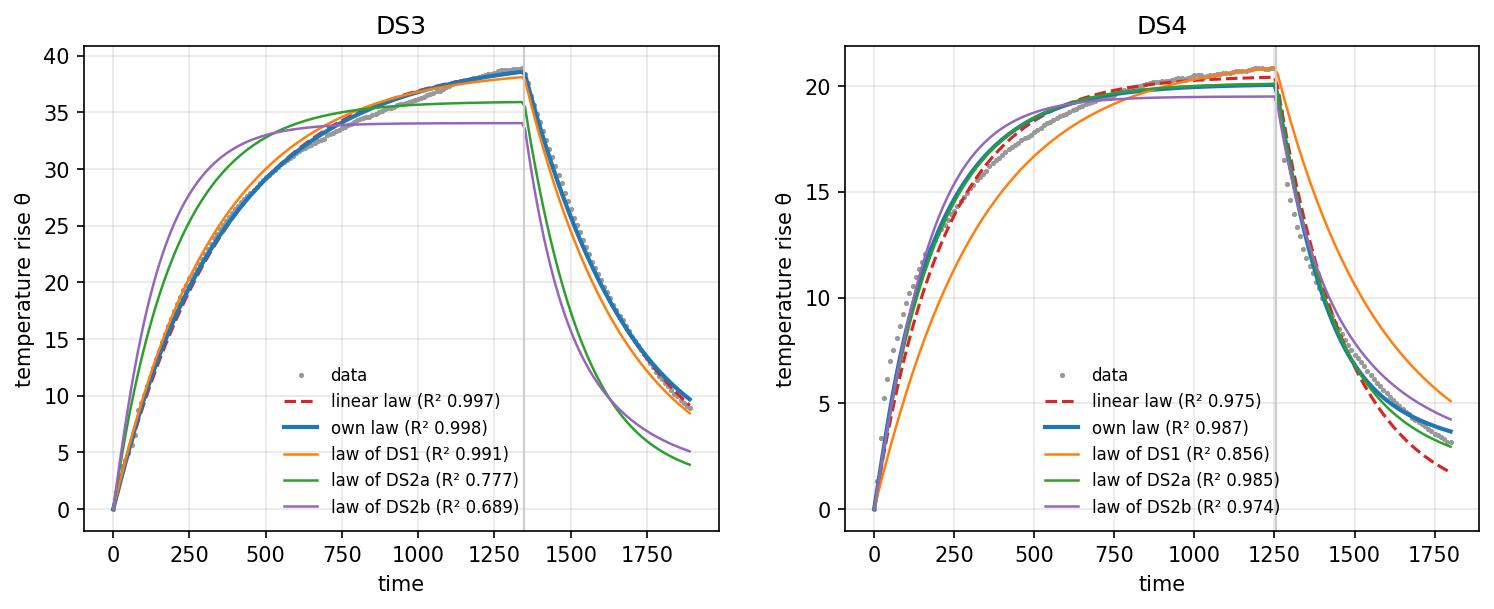 DS3
temperature rise θ
40
35
30
25
20
15
10
5
0
data
linear law (R² 0.997)
own law (R² 0.998)
law of DS1 (R² 0.991)
law of DS2a (R² 0.777)
law of DS2b (R² 0.689)
0 250 500 750 1000 1250 1500 1750
time
DS4
temperature rise θ
20
15
10
5
0
data
linear law (R² 0.975)
own law (R² 0.987)
law of DS1 (R² 0.856)
law of DS2a (R² 0.985)
law of DS2b (R² 0.974)
0 250 500 750 1000 1250 1500 1750
time